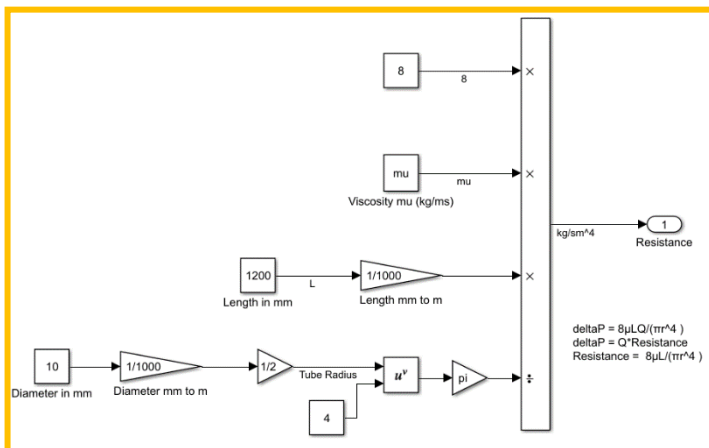 8
8
×
mu
mu
×
Viscosity mu (kg/ms)
kg/sm^4
1
Resistance
1200
L
1/1000
×
Length in mm
Length mm to m
deltaP = 8µLQ/(πr^4 )
deltaP = Q*Resistance
Resistance =  8µL/(πr^4 )
10
1/1000
1/2
Tube Radius
u^v
pi
÷
Diameter in mm
Diameter mm to m
4